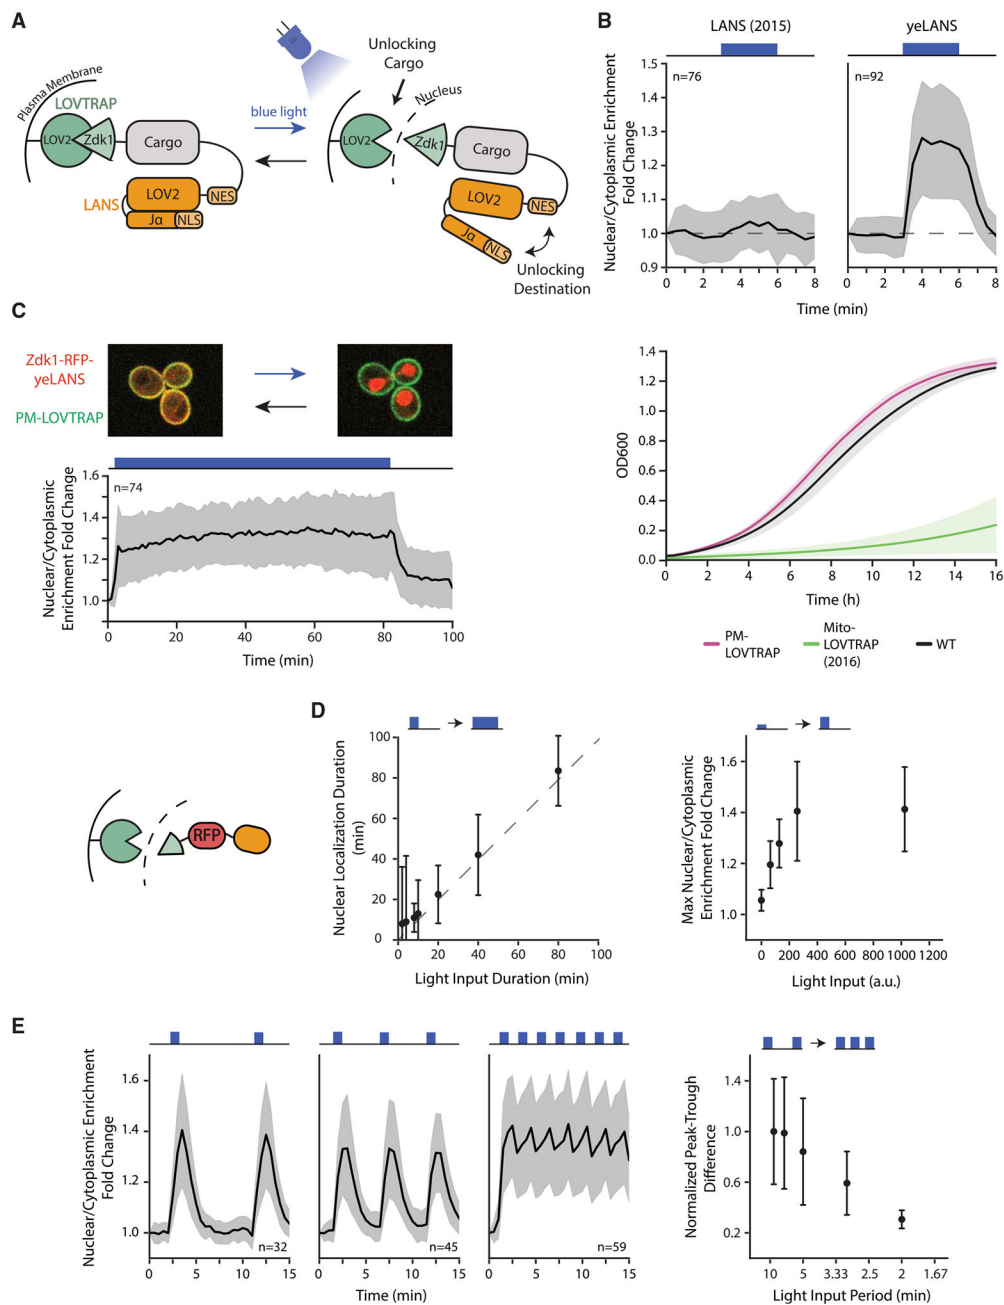 A
Plasma Membrane
LOVTRAP
LOV2
Zdk1
Cargo
LANS
LOV2
NES
Jα
NLS
blue light
Unlocking
Cargo
Nucleus
LOV2
Zdk1
Cargo
LOV2
NES
Jα
NLS
Unlocking
Destination
B
LANS (2015)
yeLANS
Nuclear/Cytoplasmic Enrichment
Fold Change
1.5
1.4
1.3
1.2
1.1
1.0
0.9
n=76
n=92
0 2 4 6 8
0 2 4 6 8
Time (min)
C
Zdk1-RFP-
yeLANS
PM-LOVTRAP
Nuclear/Cytoplasmic
Enrichment Fold Change
1.6
1.4
1.2
1.0
n=74
0 20 40 60 80 100
Time (min)
OD600
1.4
1.2
1.0
0.8
0.6
0.4
0.2
0.0
0 2 4 6 8 10 12 14 16
Time (h)
PM-
LOVTRAP
Mito-
LOVTRAP
(2016)
WT
RFP
D
Nuclear Localization Duration
(min)
100
80
60
40
20
0
0 20 40 60 80 100
Light Input Duration (min)
Max Nuclear/Cytoplasmic
Enrichment Fold Change
1.6
1.4
1.2
1.0
0 200 400 600 800 1000 1200
Light Input (a.u.)
E
Nuclear/Cytoplasmic Enrichment
Fold Change
1.6
1.4
1.2
1.0
n=32
n=45
n=59
0 5 10 15
0 5 10 15
0 5 10 15
Time (min)
Normalized Peak-Trough
Difference
1.4
1.0
0.6
0.2
10 5 3.33 2.5 2 1.67
Light Input Period (min)